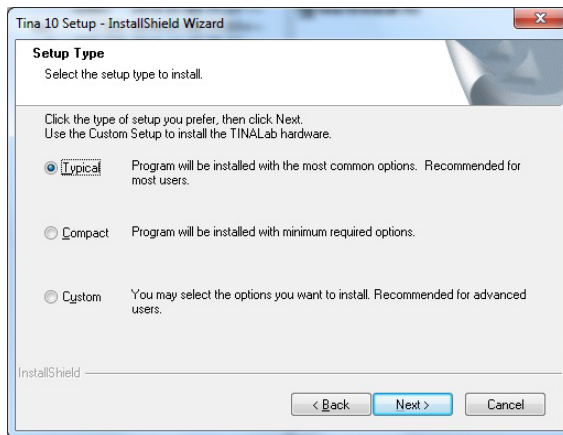 Tina 10 Setup - InstallShield Wizard
Setup Type
Select the setup type to install.
Click the type of setup you prefer, then click Next.
Use the Custom Setup to install the TINALab hardware.
Typical
Program will be installed with the most common options. Recommended for
most users.
Compact
Program will be installed with minimum required options.
Custom
You may select the options you want to install. Recommended for advanced
users.
InstallShield
< Back
Next >
Cancel